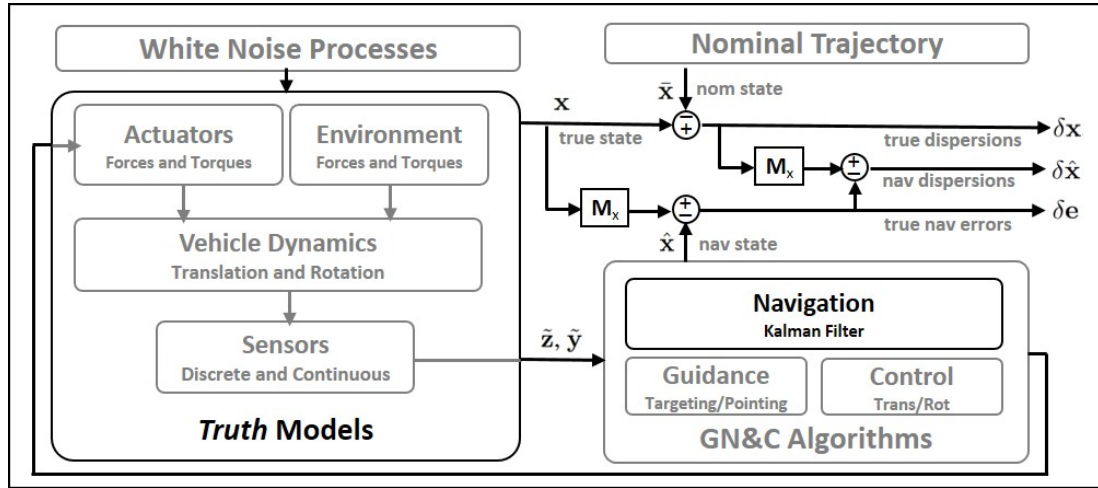 White Noise Processes
Nominal Trajectory
x̄ nom state
x
true state
− +
δx
true dispersions
Actuators
Forces and Torques
Environment
Forces and Torques
Mₓ
+ −
δx̂
nav dispersions
Mₓ
+ −
δe
true nav errors
x̂ nav state
Vehicle Dynamics
Translation and Rotation
Sensors
Discrete and Continuous
z̃, ỹ
Truth Models
Navigation
Kalman Filter
Guidance
Targeting/Pointing
Control
Trans/Rot
GN&C Algorithms